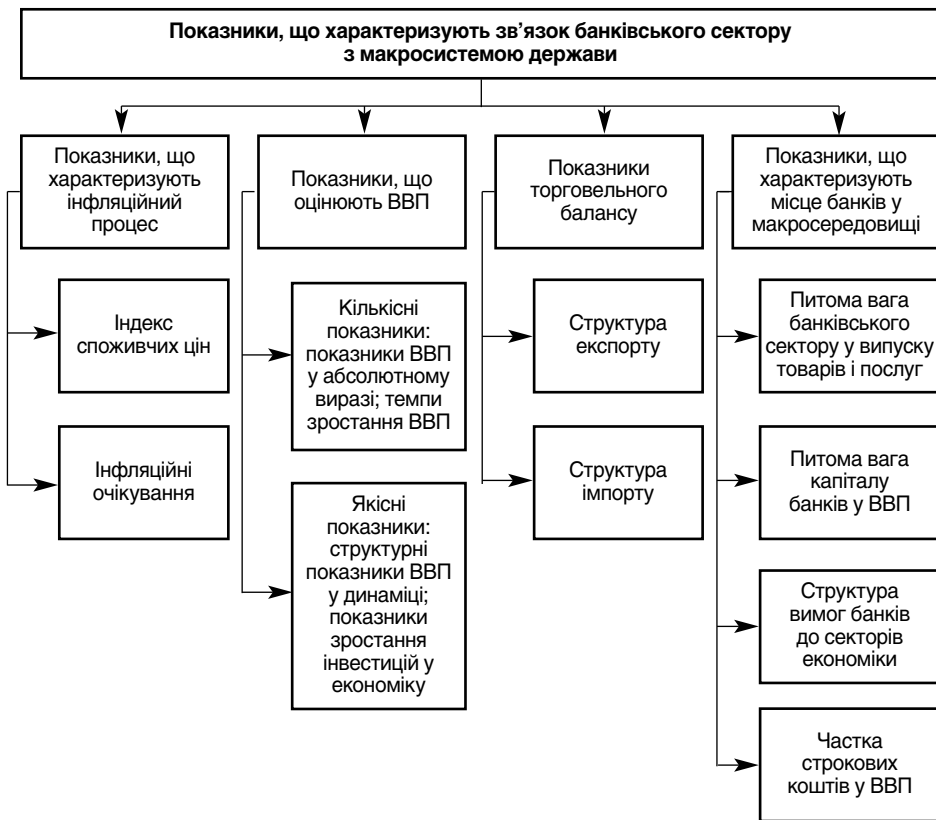 Показники, що характеризують зв’язок банківського сектору
з макросистемою держави
Показники, що
характеризують
інфляційний
процес
Індекс
споживчих цін
Інфляційні
очікування
Показники, що
оцінюють ВВП
Кількісні
показники:
показники ВВП
у абсолютному
виразі; темпи
зростання ВВП
Якісні
показники:
структурні
показники ВВП
у динаміці;
показники
зростання
інвестицій у
економіку
Показники
торговельного
балансу
Структура
експорту
Структура
імпорту
Показники, що
характеризують
місце банків у
макросередовищі
Питома вага
банківського
сектору у випуску
товарів і послуг
Питома вага
капіталу
банків у ВВП
Структура
вимог банків
до секторів
економіки
Частка
строкових
коштів у ВВП